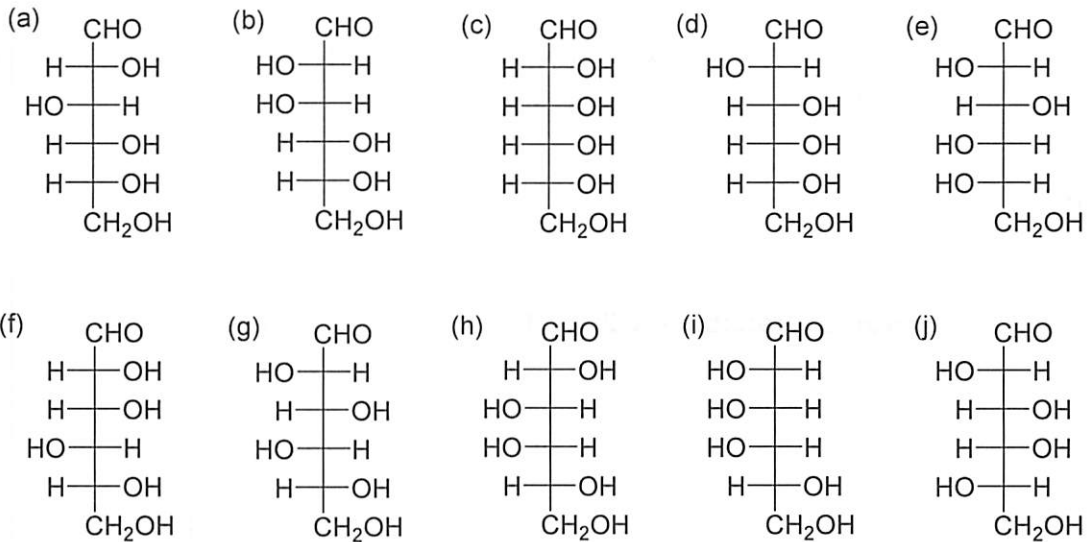 (a) CHO (b) CHO (c) CHO (d) CHO (e) CHO
H OH HO H H OH HO H HO H
HO H HO H H OH H OH H OH
H OH H OH H OH H OH HO H
H OH H OH H OH H OH HO H
CH₂OH CH₂OH CH₂OH CH₂OH CH₂OH
(f) CHO (g) CHO (h) CHO (i) CHO (j) CHO
H OH HO H H OH HO H HO H
H OH H OH HO H HO H H OH
HO H HO H HO H HO H H OH
H OH H OH H OH H OH HO H
CH₂OH CH₂OH CH₂OH CH₂OH CH₂OH